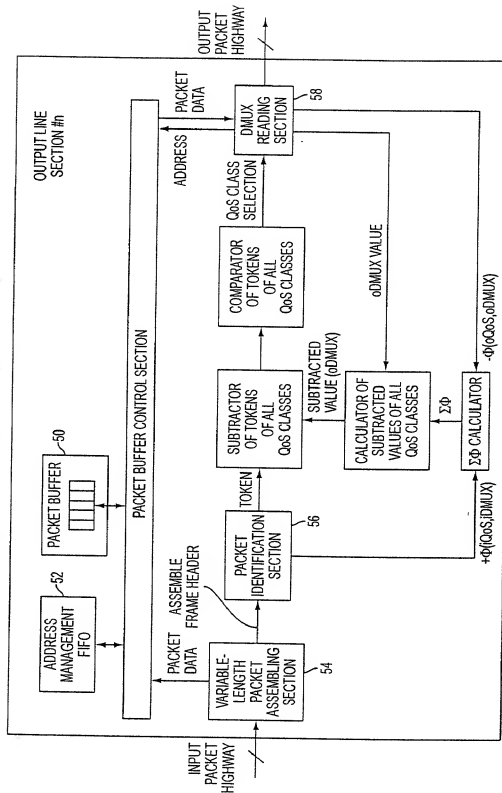 OUTPUT LINE
SECTION #n
ADDRESS
MANAGEMENT
FIFO
52
PACKET BUFFER
50
PACKET BUFFER CONTROL SECTION
INPUT
PACKET
HIGHWAY
PACKET
DATA
VARIABLE-
LENGTH
PACKET
ASSEMBLING
SECTION
54
ASSEMBLE
FRAME HEADER
PACKET
IDENTIFICATION
SECTION
56
TOKEN
SUBTRACTOR
OF TOKENS
OF ALL
QoS CLASSES
COMPARATOR
OF TOKENS
OF ALL
QoS CLASSES
QoS CLASS
SELECTION
ADDRESS
PACKET
DATA
DMUX
READING
SECTION
58
OUTPUT
PACKET
HIGHWAY
SUBTRACTED
VALUE (oDMUX)
CALCULATOR OF
SUBTRACTED
VALUES OF ALL
QoS CLASSES
oDMUX VALUE
ΣΦ
ΣΦ CALCULATOR
+Φ(iQoS,iDMUX)
-Φ(oQoS,oDMUX)